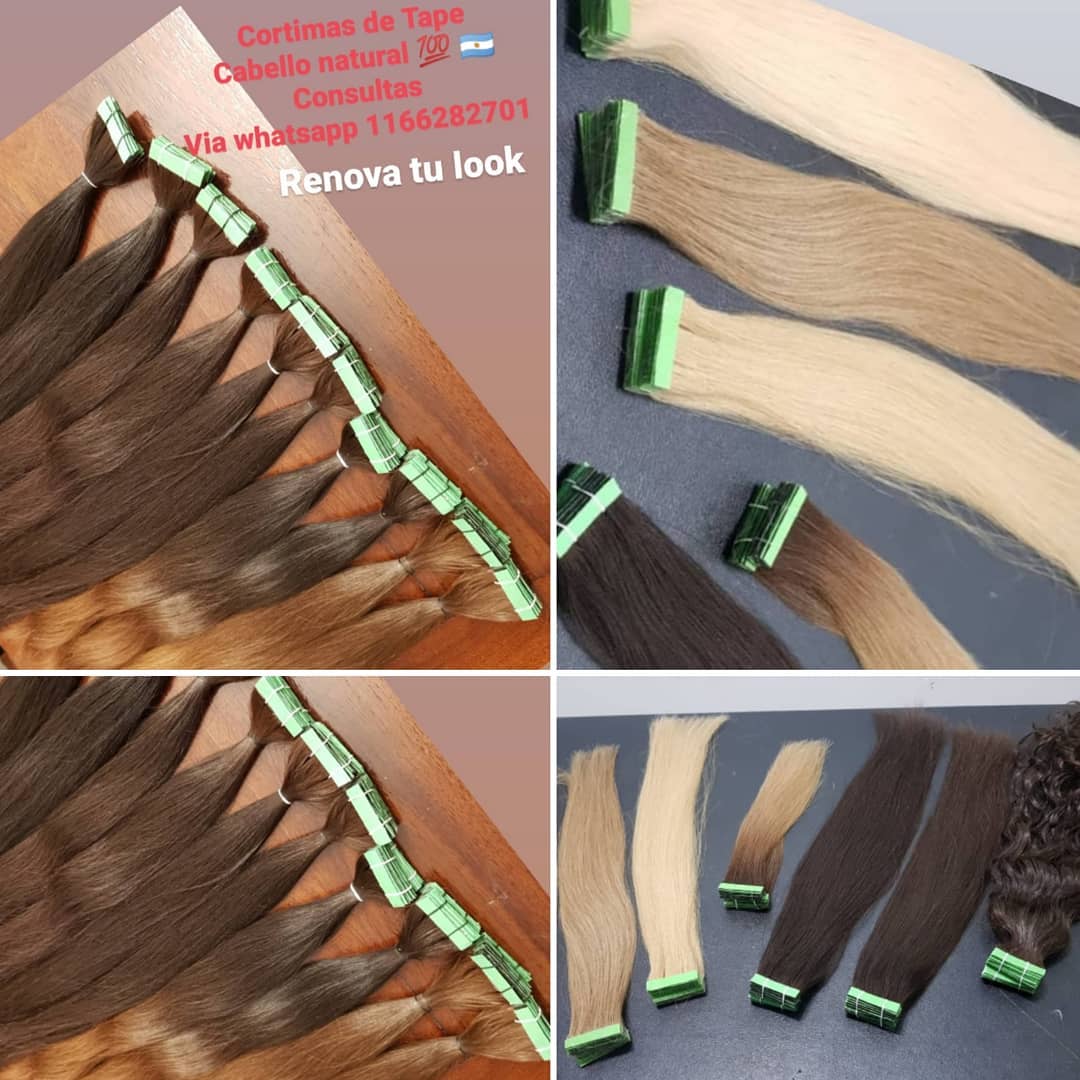 Cortimas de Tape
Cabello natural 💯 🇦🇷
Consultas
Via whatsapp 1166282701
Renova tu look